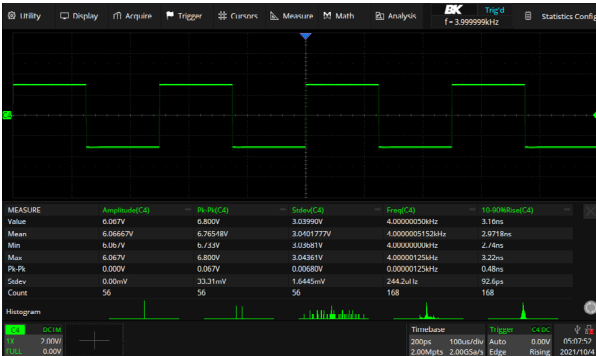 Utility Display Acquire Trigger Cursors Measure Math Analysis BK Trig'd Statistics Config
f = 3.999999kHz
C4
MEASURE Amplitude(C4) Pk-Pk(C4) Stdev(C4) Freq(C4) 10-90%Rise(C4)
Value 6.067V 6.800V 3.03990V 4.00000050kHz 3.16ns
Mean 6.06667V 6.76548V 3.0401777V 4.0000005152kHz 2.9718ns
Min 6.067V 6.733V 3.03681V 4.00000000kHz 2.74ns
Max 6.067V 6.800V 3.04361V 4.00000125kHz 3.22ns
Pk-Pk 0.000V 0.067V 0.00680V 0.00000125kHz 0.48ns
Stdev 0.00mV 33.31mV 1.6445mV 244.2uHz 92.6ps
Count 56 56 56 168 168
Histogram
C4 DC1M Timebase Trigger C4 DC
1X 2.00V/ 200ps 100us/div Auto 0.00V 05:07:52
FULL 0.00V 2.00Mpts 2.00GSa/s Edge Rising 2021/10/4